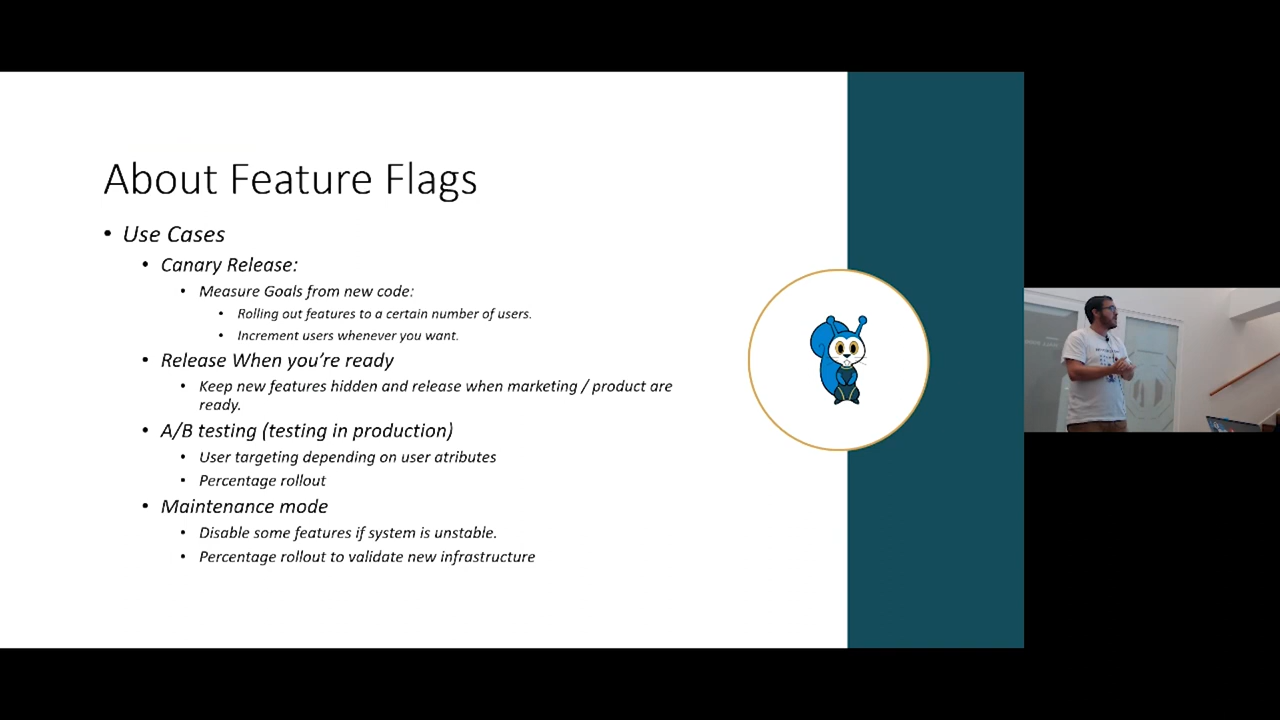 About Feature Flags
• Use Cases
• Canary Release:
• Measure Goals from new code:
• Rolling out features to a certain number of users.
• Increment users whenever you want.
• Release When you’re ready
• Keep new features hidden and release when marketing / product are
ready.
• A/B testing (testing in production)
• User targeting depending on user atributes
• Percentage rollout
• Maintenance mode
• Disable some features if system is unstable.
• Percentage rollout to validate new infrastructure